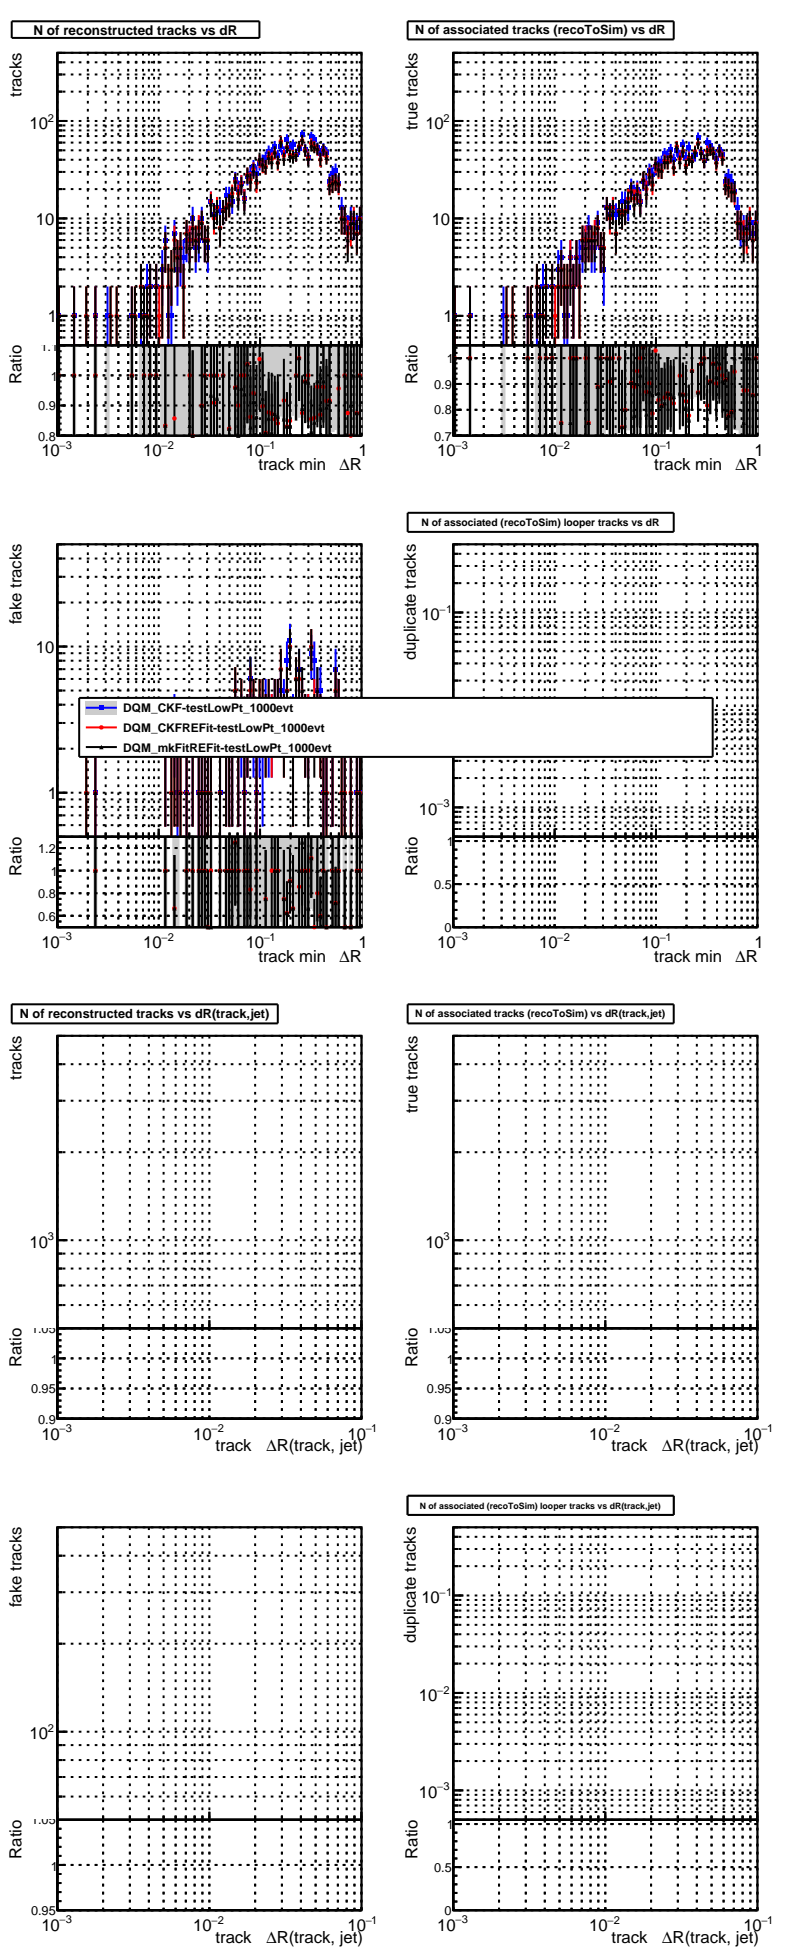 N of reconstructed tracks vs dR
tracks
10²
10
1
Ratio
1.1
1
0.9
0.8
10⁻³ 10⁻² 10⁻¹ 1
track min ΔR
N of associated tracks (recoToSim) vs dR
true tracks
10²
10
1
Ratio
1
0.9
0.8
0.7
10⁻³ 10⁻² 10⁻¹ 1
track min ΔR
fake tracks
10
1
Ratio
1.2
1
0.8
0.6
10⁻³ 10⁻² 10⁻¹ 1
track min ΔR
N of associated (recoToSim) looper tracks vs dR
duplicate tracks
10⁻¹
10⁻³
Ratio
1
0.5
0
10⁻³ 10⁻² 10⁻¹ 1
track min ΔR
DQM_CKF-testLowPt_1000evt
DQM_CKFREFit-testLowPt_1000evt
DQM_mkFitREFit-testLowPt_1000evt
N of reconstructed tracks vs dR(track,jet)
tracks
10³
Ratio
1.05
1
0.95
0.9
10⁻³ 10⁻² 10⁻¹
track ΔR(track, jet)
N of associated tracks (recoToSim) vs dR(track,jet)
true tracks
10³
Ratio
1.05
1
0.95
0.9
10⁻³ 10⁻² 10⁻¹
track ΔR(track, jet)
fake tracks
10²
Ratio
1.05
1
0.95
10⁻³ 10⁻² 10⁻¹
track ΔR(track, jet)
N of associated (recoToSim) looper tracks vs dR(track,jet)
duplicate tracks
10⁻¹
10⁻²
10⁻³
Ratio
1
0.5
0
10⁻³ 10⁻² 10⁻¹
track ΔR(track, jet)